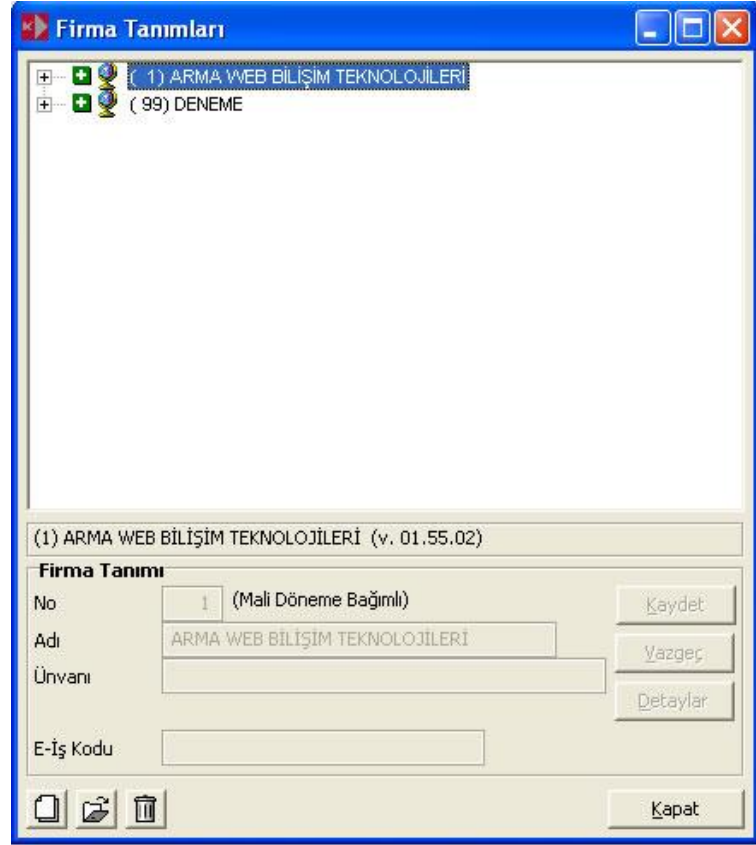 Firma Tanımları
( 1) ARMA WEB BİLİŞİM TEKNOLOJİLERİ
( 99) DENEME
(1) ARMA WEB BİLİŞİM TEKNOLOJİLERİ (v. 01.55.02)
Firma Tanımı
No 1 (Mali Döneme Bağımlı) Kaydet
Adı ARMA WEB BİLİŞİM TEKNOLOJİLERİ Vazgeç
Ünvanı
Detaylar
E-İş Kodu
Kapat